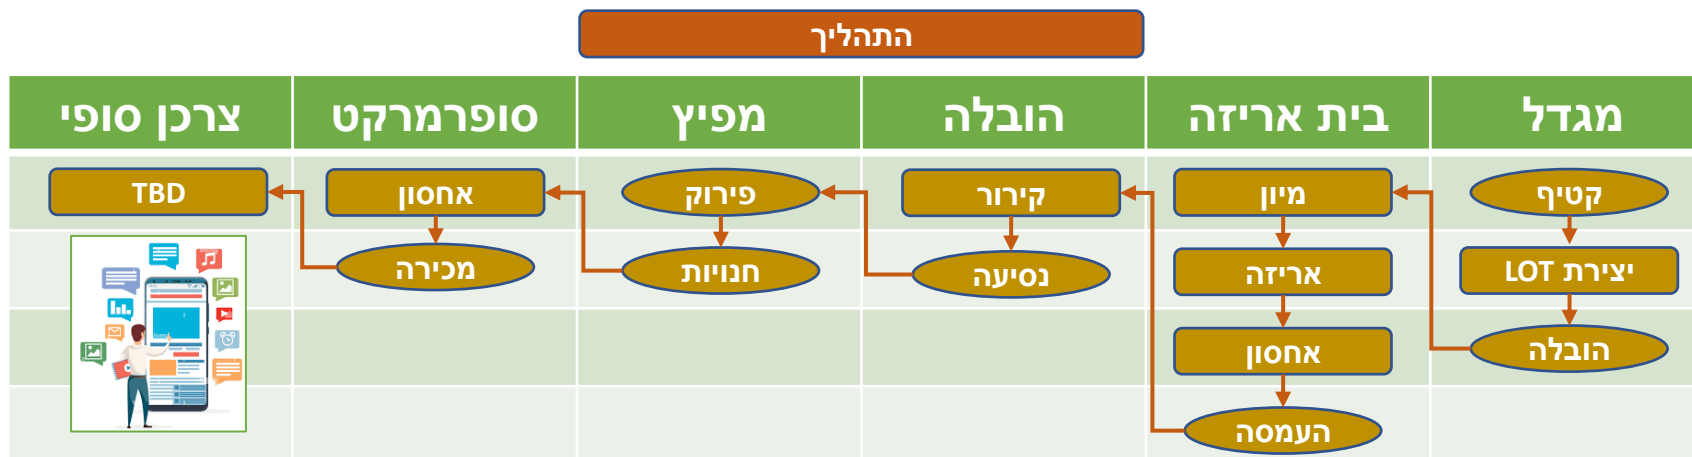 התהליך
מגדל
בית אריזה
הובלה
מפיץ
סופרמרקט
צרכן סופי
קטיף
יצירת LOT
הובלה
מיון
אריזה
אחסון
העמסה
קירור
נסיעה
פירוק
חנויות
אחסון
מכירה
TBD